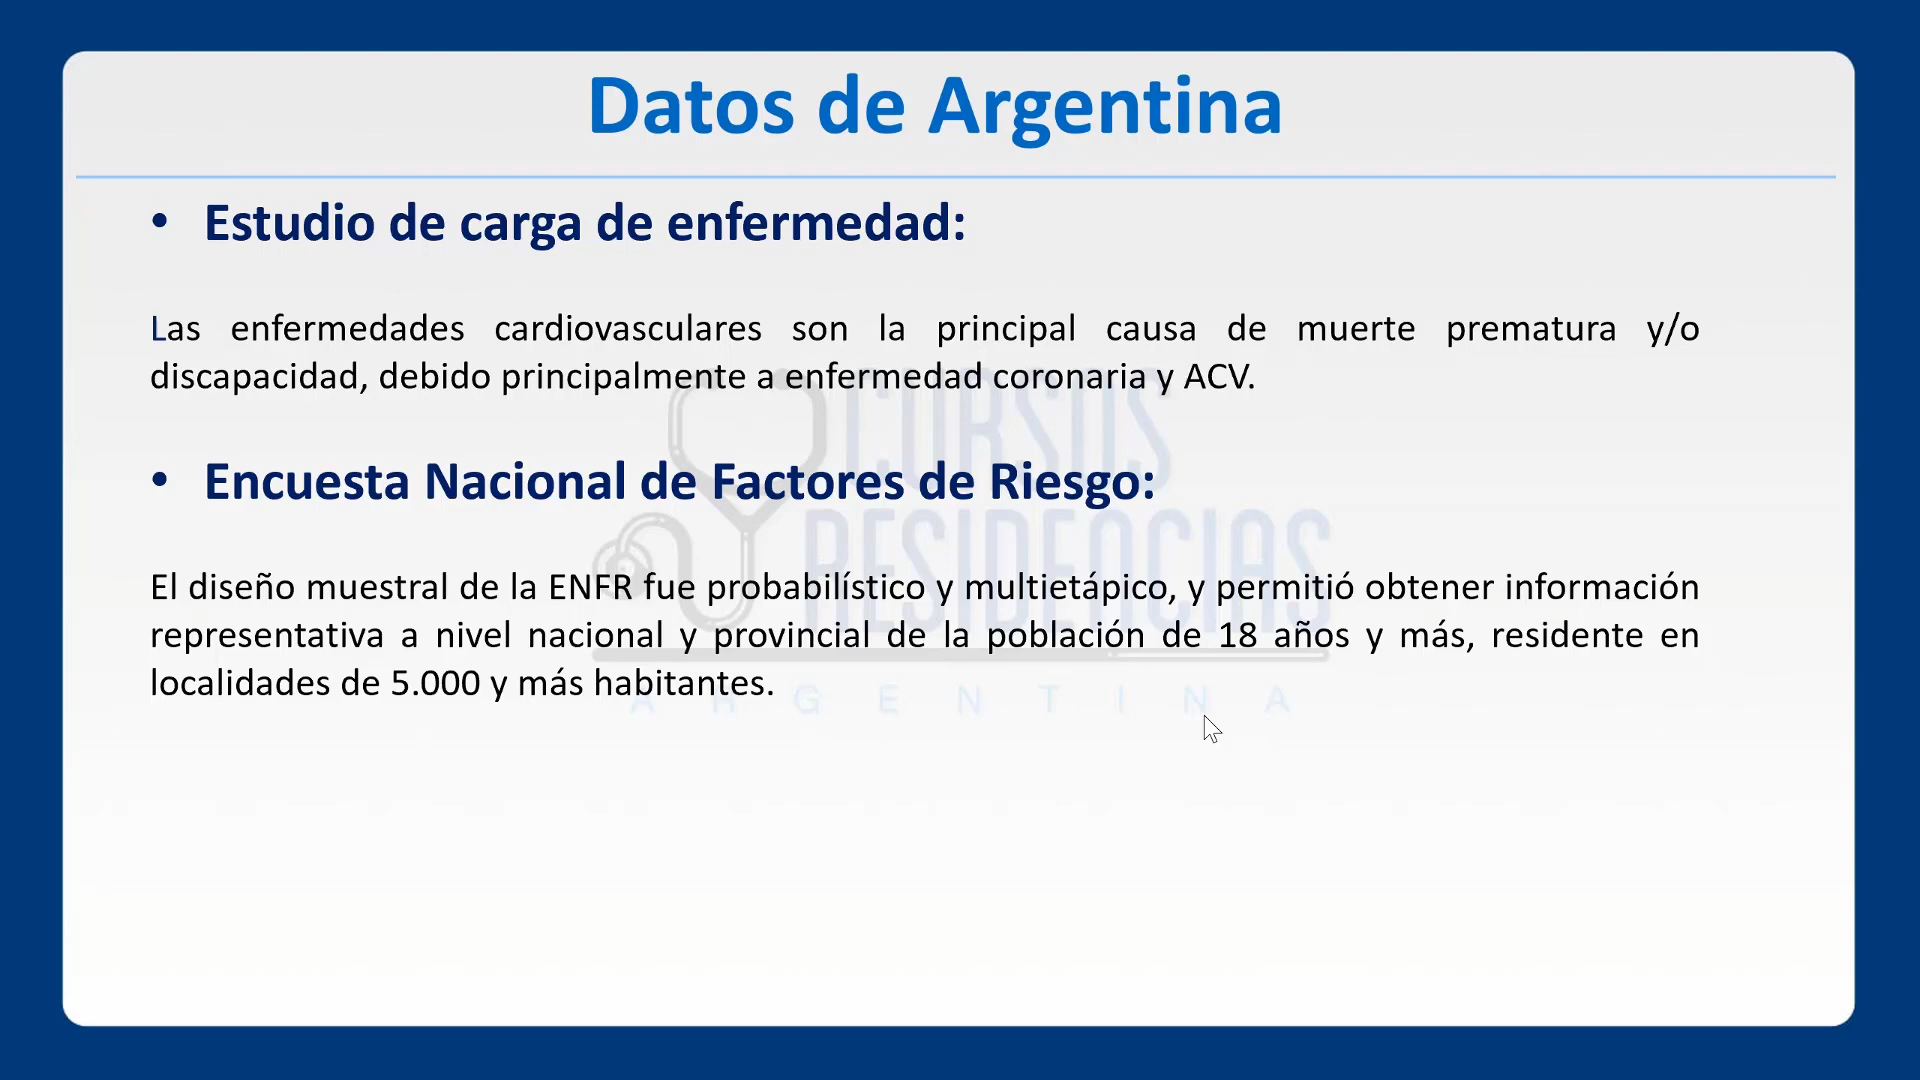 Datos de Argentina
• Estudio de carga de enfermedad:
Las enfermedades cardiovasculares son la principal causa de muerte prematura y/o
discapacidad, debido principalmente a enfermedad coronaria y ACV.
• Encuesta Nacional de Factores de Riesgo:
El diseño muestral de la ENFR fue probabilístico y multietápico, y permitió obtener información
representativa a nivel nacional y provincial de la población de 18 años y más, residente en
localidades de 5.000 y más habitantes.
CURSOS
RESIDENCIAS
ARGENTINA